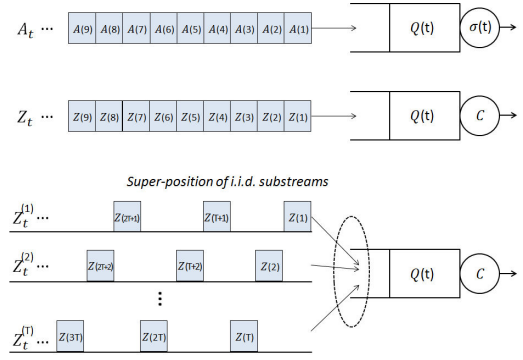 A_t ... A(9) A(8) A(7) A(6) A(5) A(4) A(3) A(2) A(1) Q(t) σ(t)
Z_t ... Z(9) Z(8) Z(7) Z(6) Z(5) Z(4) Z(3) Z(2) Z(1) Q(t) C
Super-position of i.i.d. substreams
Z_t^(1) ... Z(2T+1) Z(T+1) Z(1)
Z_t^(2) ... Z(2T+2) Z(T+2) Z(2) Q(t) C
⋮ ⋮
Z_t^(T) ... Z(3T) Z(2T) Z(T)